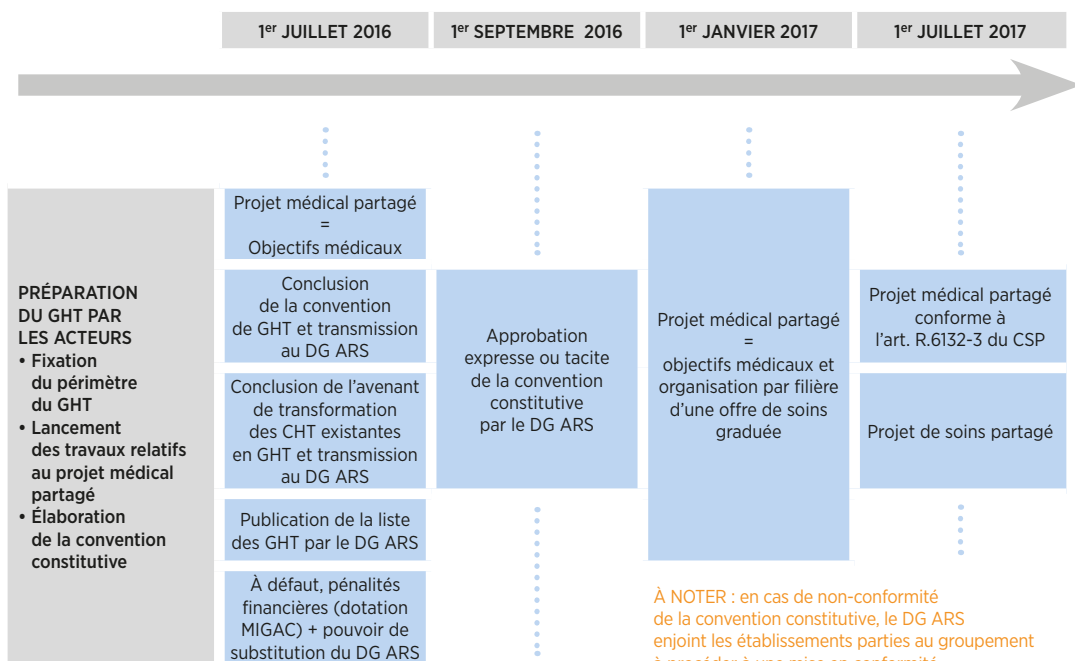 1er JUILLET 2016
1er SEPTEMBRE 2016
1er JANVIER 2017
1er JUILLET 2017
PRÉPARATION
DU GHT PAR
LES ACTEURS
• Fixation
du périmètre
du GHT
• Lancement
des travaux relatifs
au projet médical
partagé
• Élaboration
de la convention
constitutive
Projet médical partagé
=
Objectifs médicaux
Conclusion
de la convention
de GHT et transmission
au DG ARS
Conclusion de l'avenant
de transformation
des CHT existantes
en GHT et transmission
au DG ARS
Publication de la liste
des GHT par le DG ARS
À défaut, pénalités
financières (dotation
MIGAC) + pouvoir de
substitution du DG ARS
Approbation
expresse ou tacite
de la convention
constitutive
par le DG ARS
Projet médical partagé
=
objectifs médicaux et
organisation par filière
d'une offre de soins
graduée
Projet médical partagé
conforme à
l'art. R.6132-3 du CSP
Projet de soins partagé
À NOTER : en cas de non-conformité
de la convention constitutive, le DG ARS
enjoint les établissements parties au groupement
à procéder à une mise en conformité